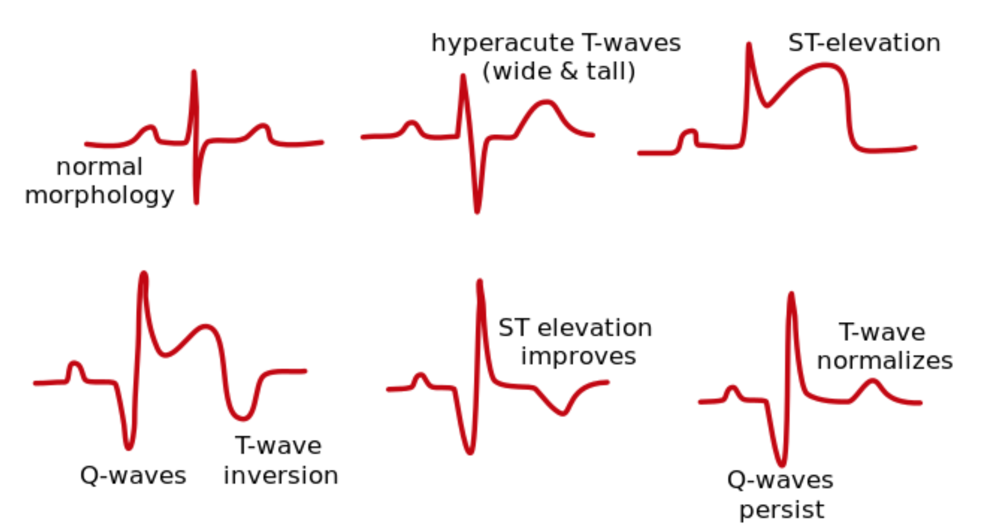 normal
morphology
hyperacute T-waves
(wide & tall)
ST-elevation
Q-waves
T-wave
inversion
ST elevation
improves
T-wave
normalizes
Q-waves
persist